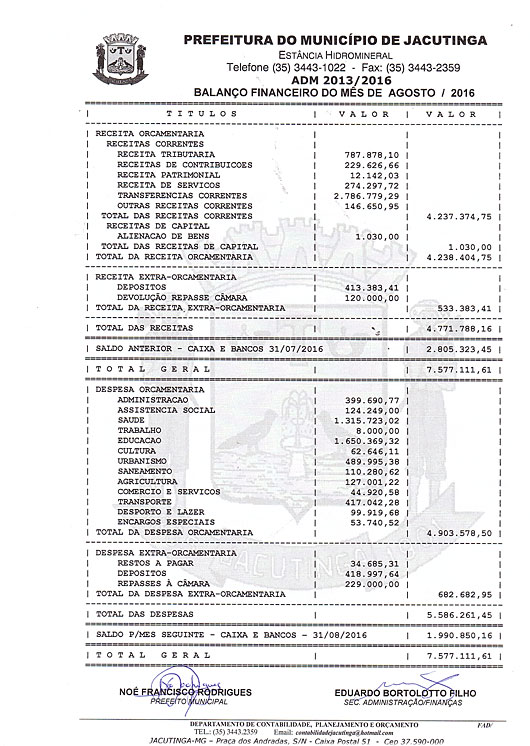 PREFEITURA DO MUNICÍPIO DE JACUTINGA
ESTÂNCIA HIDROMINERAL
Telefone (35) 3443-1022 - Fax: (35) 3443-2359
ADM 2013/2016
BALANÇO FINANCEIRO DO MÊS DE AGOSTO / 2016
| T I T U L O S | V A L O R | V A L O R |
| RECEITA ORCAMENTARIA | | |
| RECEITAS CORRENTES | | |
| RECEITA TRIBUTARIA | 787.878,10 | |
| RECEITAS DE CONTRIBUICOES | 229.626,66 | |
| RECEITA PATRIMONIAL | 12.142,03 | |
| RECEITA DE SERVICOS | 274.297,72 | |
| TRANSFERENCIAS CORRENTES | 2.786.779,29 | |
| OUTRAS RECEITAS CORRENTES | 146.650,95 | |
| TOTAL DAS RECEITAS CORRENTES | | 4.237.374,75 |
| RECEITAS DE CAPITAL | | |
| ALIENACAO DE BENS | 1.030,00 | |
| TOTAL DAS RECEITAS DE CAPITAL | | 1.030,00 |
| TOTAL DA RECEITA ORCAMENTARIA | | 4.238.404,75 |
| RECEITA EXTRA-ORCAMENTARIA | | |
| DEPOSITOS | 413.383,41 | |
| DEVOLUÇÃO REPASSE CÂMARA | 120.000,00 | |
| TOTAL DA RECEITA EXTRA-ORCAMENTARIA | | 533.383,41 |
| TOTAL DAS RECEITAS | | 4.771.788,16 |
| SALDO ANTERIOR - CAIXA E BANCOS 31/07/2016 | | 2.805.323,45 |
| T O T A L G E R A L | | 7.577.111,61 |
| DESPESA ORCAMENTARIA | | |
| ADMINISTRACAO | 399.690,77 | |
| ASSISTENCIA SOCIAL | 124.249,00 | |
| SAUDE | 1.315.723,02 | |
| TRABALHO | 8.000,00 | |
| EDUCACAO | 1.650.369,32 | |
| CULTURA | 62.646,11 | |
| URBANISMO | 489.995,38 | |
| SANEAMENTO | 110.280,62 | |
| AGRICULTURA | 127.001,22 | |
| COMERCIO E SERVICOS | 44.920,58 | |
| TRANSPORTE | 417.042,28 | |
| DESPORTO E LAZER | 99.919,68 | |
| ENCARGOS ESPECIAIS | 53.740,52 | |
| TOTAL DA DESPESA ORCAMENTARIA | | 4.903.578,50 |
| DESPESA EXTRA-ORCAMENTARIA | | |
| RESTOS A PAGAR | 34.685,31 | |
| DEPOSITOS | 418.997,64 | |
| REPASSES À CÂMARA | 229.000,00 | |
| TOTAL DA DESPESA EXTRA-ORCAMENTARIA | | 682.682,95 |
| TOTAL DAS DESPESAS | | 5.586.261,45 |
| SALDO P/MES SEGUINTE - CAIXA E BANCOS - 31/08/2016 | | 1.990.850,16 |
| T O T A L G E R A L | | 7.577.111,61 |
NOÉ FRANCISCO RODRIGUES
PREFEITO MUNICIPAL
EDUARDO BORTOLOTTO FILHO
SEC. ADMINISTRAÇÃO/FINANÇAS
DEPARTAMENTO DE CONTABILIDADE, PLANEJAMENTO E ORÇAMENTO FAD/
TEL.: (35) 3443.2359 Email: contabilidadejacutinga@hotmail.com
JACUTINGA-MG - Praça dos Andradas, S/N - Caixa Postal 51 - Cep 37.590-000